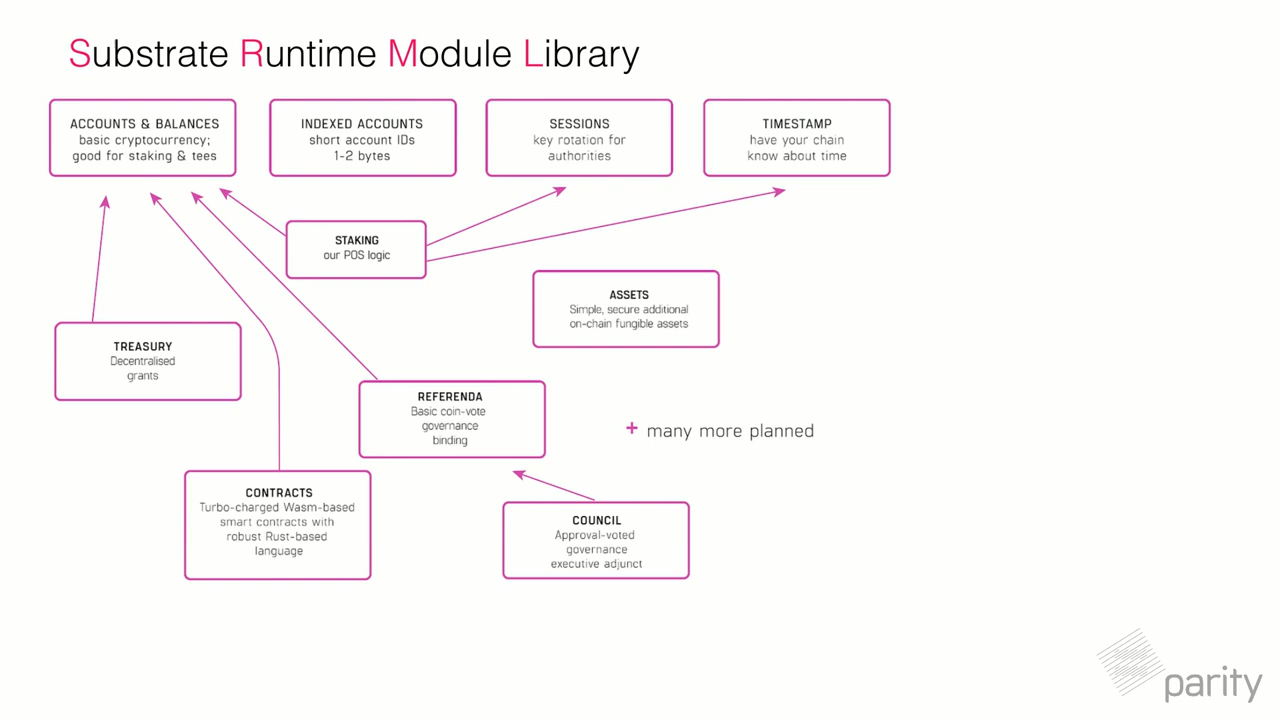 Substrate Runtime Module Library
ACCOUNTS & BALANCES
basic cryptocurrency;
good for staking & tees
INDEXED ACCOUNTS
short account IDs
1-2 bytes
SESSIONS
key rotation for
authorities
TIMESTAMP
have your chain
know about time
STAKING
our POS logic
ASSETS
Simple, secure additional
on-chain fungible assets
TREASURY
Decentralised
grants
REFERENDA
Basic coin-vote
governance
binding
+ many more planned
CONTRACTS
Turbo-charged Wasm-based
smart contracts with
robust Rust-based
language
COUNCIL
Approval-voted
governance
executive adjunct
parity